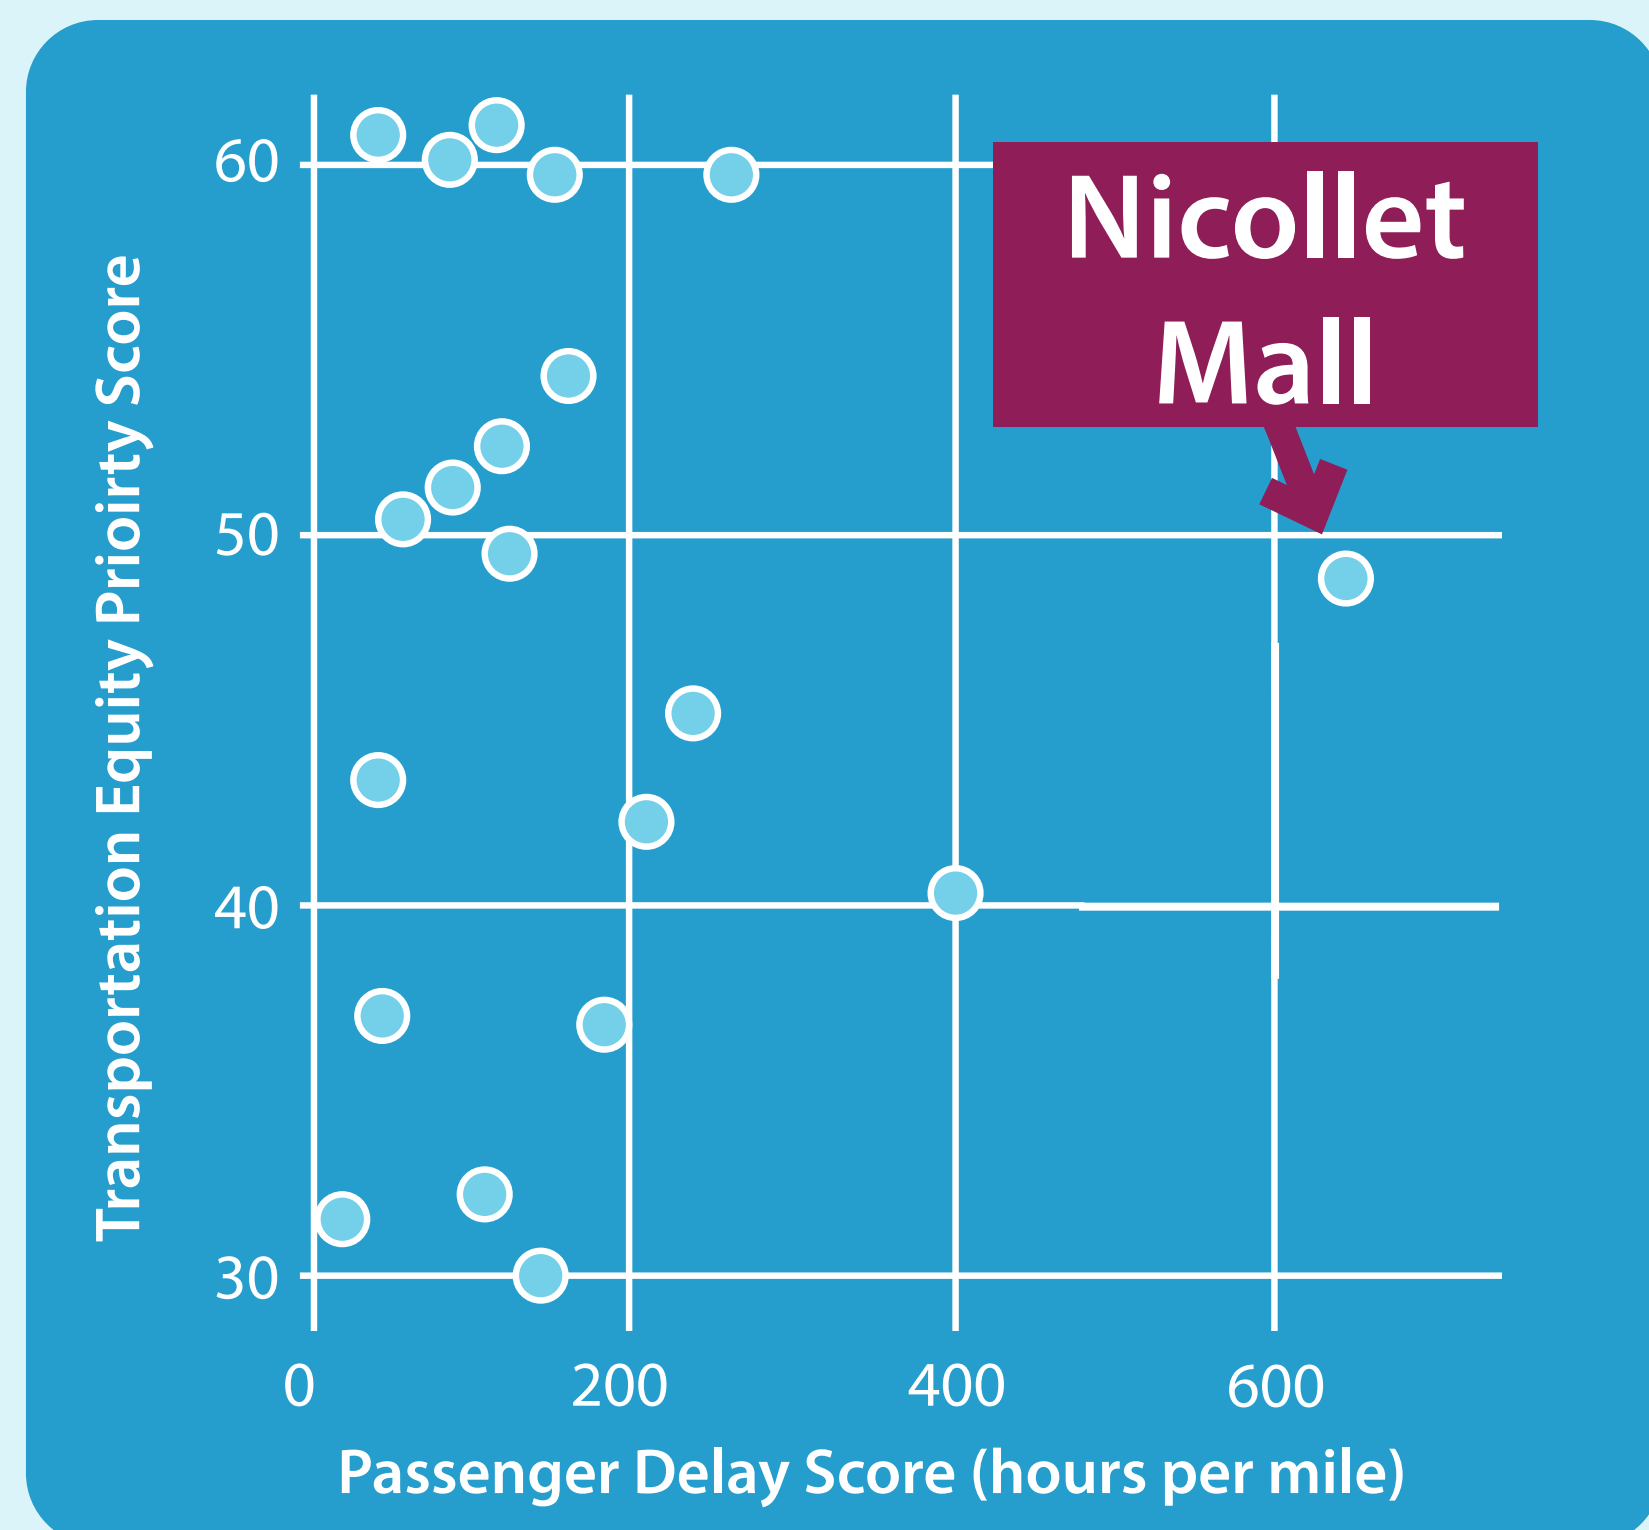 Nicollet
Mall
Transportation Equity Prioirty Score
60
50
40
30
0
200
400
600
Passenger Delay Score (hours per mile)